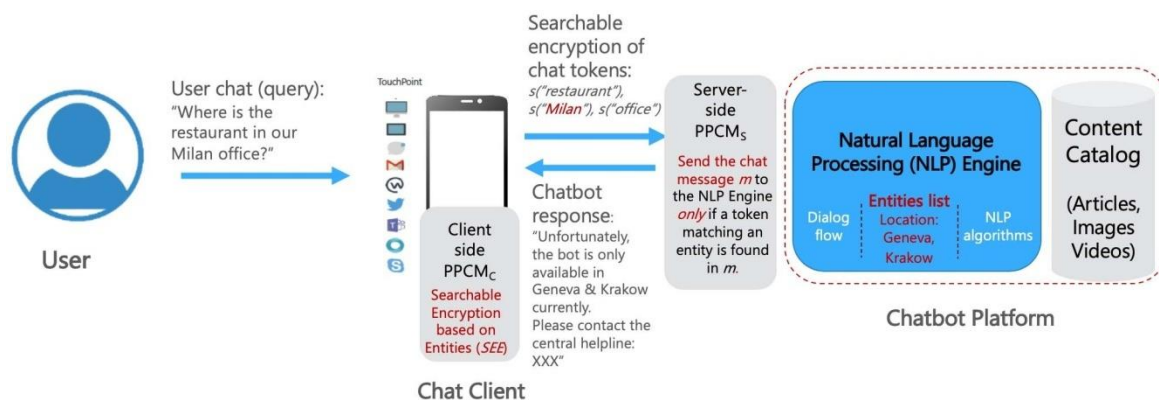 User chat (query):
“Where is the
restaurant in our
Milan office?”
User
TouchPoint
Client
side
PPCMC
Searchable
Encryption
based on
Entities (SEE)
Chat Client
Searchable
encryption of
chat tokens:
s(“restaurant”),
s(“Milan”), s(“office”)
Chatbot
response:
“Unfortunately,
the bot is only
available in
Geneva & Krakow
currently.
Please contact the
central helpline:
XXX”
Server-
side
PPCMS
Send the chat
message m to
the NLP Engine
only if a token
matching an
entity is found
in m.
Natural Language
Processing (NLP) Engine
Dialog
flow
Entities list
Location:
Geneva,
Krakow
NLP
algorithms
Content
Catalog
(Articles,
Images
Videos)
Chatbot Platform